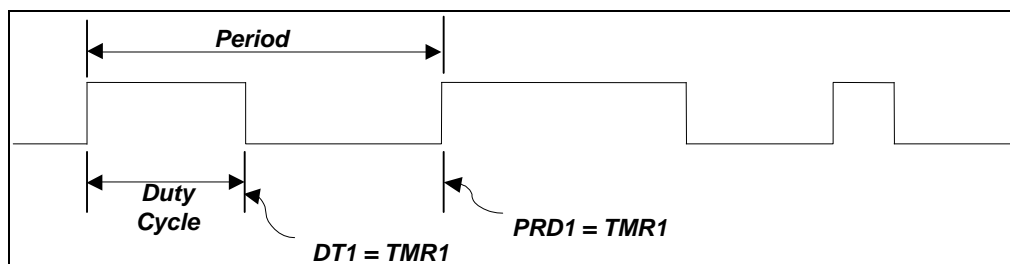 Period
Duty
Cycle
PRD1 = TMR1
DT1 = TMR1